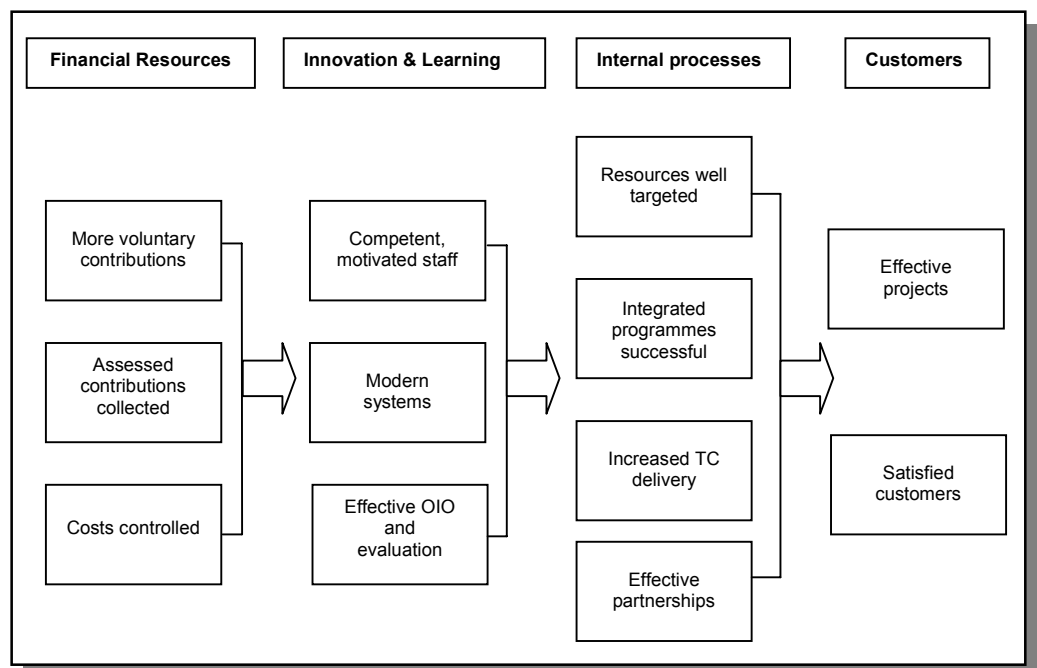 Financial Resources
Innovation & Learning
Internal processes
Customers
More voluntary
contributions
Assessed
contributions
collected
Costs controlled
Competent,
motivated staff
Modern
systems
Effective OIO
and
evaluation
Resources well
targeted
Integrated
programmes
successful
Increased TC
delivery
Effective
partnerships
Effective
projects
Satisfied
customers